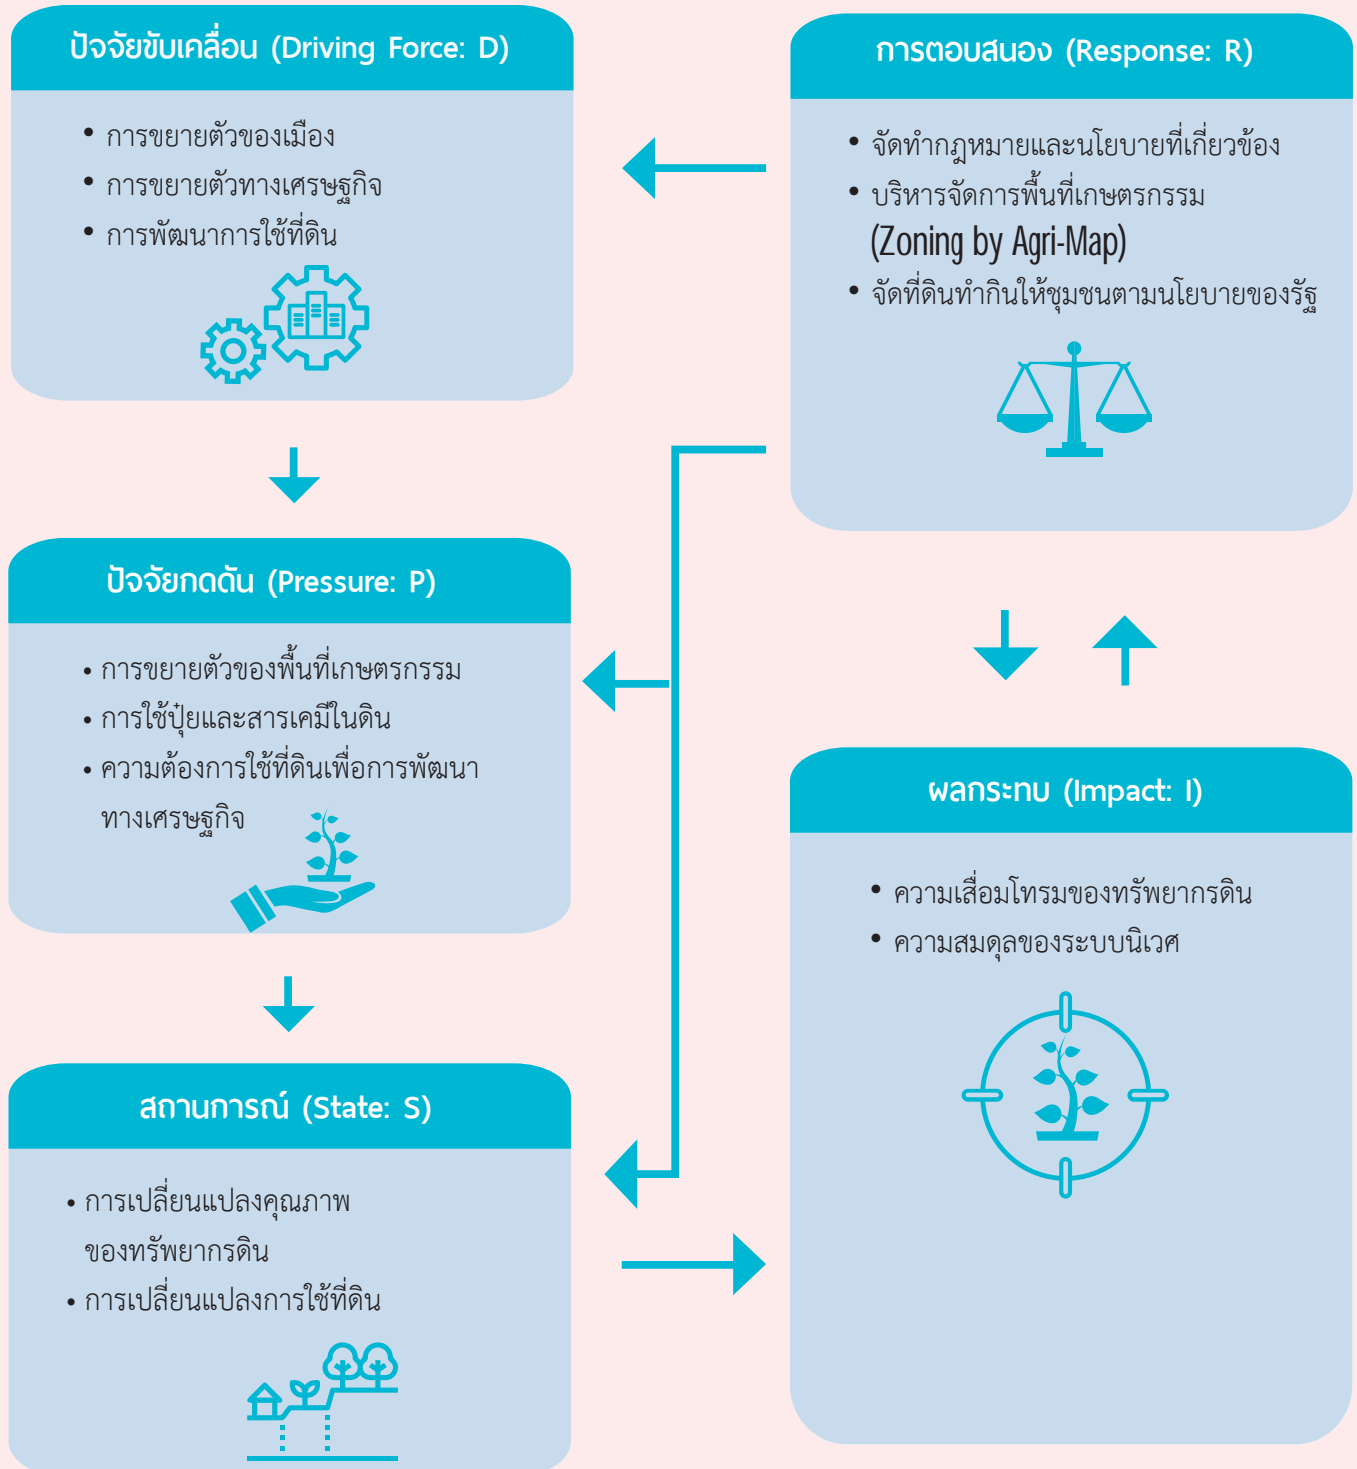 ปัจจัยขับเคลื่อน (Driving Force: D)
• การขยายตัวของเมือง
• การขยายตัวทางเศรษฐกิจ
• การพัฒนาการใช้ที่ดิน
การตอบสนอง (Response: R)
• จัดทำกฎหมายและนโยบายที่เกี่ยวข้อง
• บริหารจัดการพื้นที่เกษตรกรรม
(Zoning by Agri-Map)
• จัดที่ดินทำกินให้ชุมชนตามนโยบายของรัฐ
ปัจจัยกดดัน (Pressure: P)
• การขยายตัวของพื้นที่เกษตรกรรม
• การใช้ปุ๋ยและสารเคมีในดิน
• ความต้องการใช้ที่ดินเพื่อการพัฒนา
ทางเศรษฐกิจ
ผลกระทบ (Impact: I)
• ความเสื่อมโทรมของทรัพยากรดิน
• ความสมดุลของระบบนิเวศ
สถานการณ์ (State: S)
• การเปลี่ยนแปลงคุณภาพ
ของทรัพยากรดิน
• การเปลี่ยนแปลงการใช้ที่ดิน